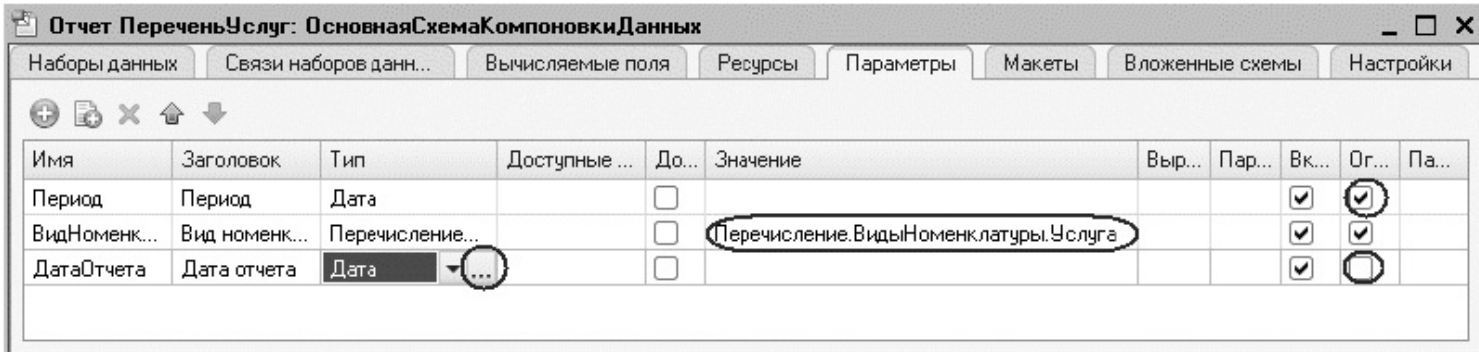 Отчет ПереченьУслуг: ОсновнаяСхемаКомпоновкиДанных
Наборы данных Связи наборов данн... Вычисляемые поля Ресурсы Параметры Макеты Вложенные схемы Настройки
Имя Заголовок Тип Доступные ... До... Значение Выр... Пар... Вк... Ог... Па...
Период Период Дата
ВидНоменк... Вид номенк... Перечисление... Перечисление.ВидыНоменклатуры.Услуга
ДатаОтчета Дата отчета Дата ...